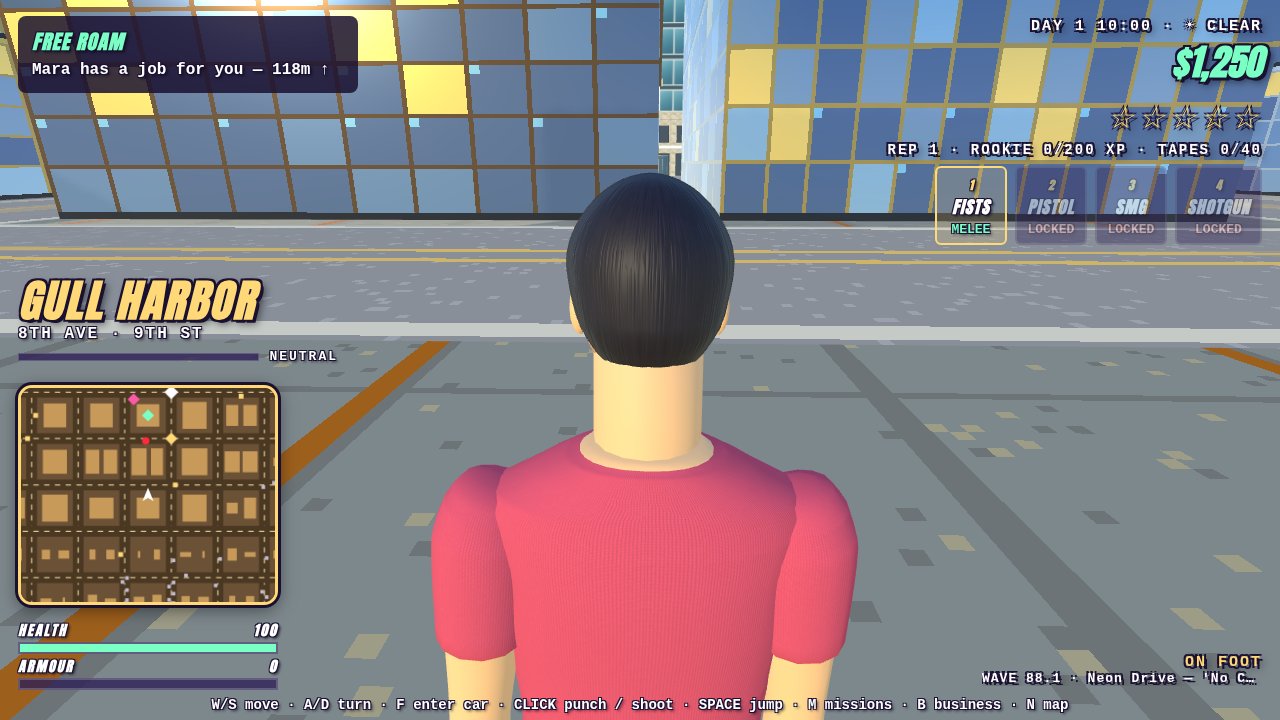 FREE ROAM
Mara has a job for you — 118m ↑
DAY 1 10:00 · ☀ CLEAR
$1,250
REP 1 · ROOKIE 0/200 XP · TAPES 0/40
1
FISTS
MELEE
2
PISTOL
LOCKED
3
SMG
LOCKED
4
SHOTGUN
LOCKED
GULL HARBOR
8TH AVE · 9TH ST
NEUTRAL
HEALTH 100
ARMOUR 0
ON FOOT
WAVE 88.1 · Neon Drive — 'No C…
W/S move · A/D turn · F enter car · CLICK punch / shoot · SPACE jump · M missions · B business · N map